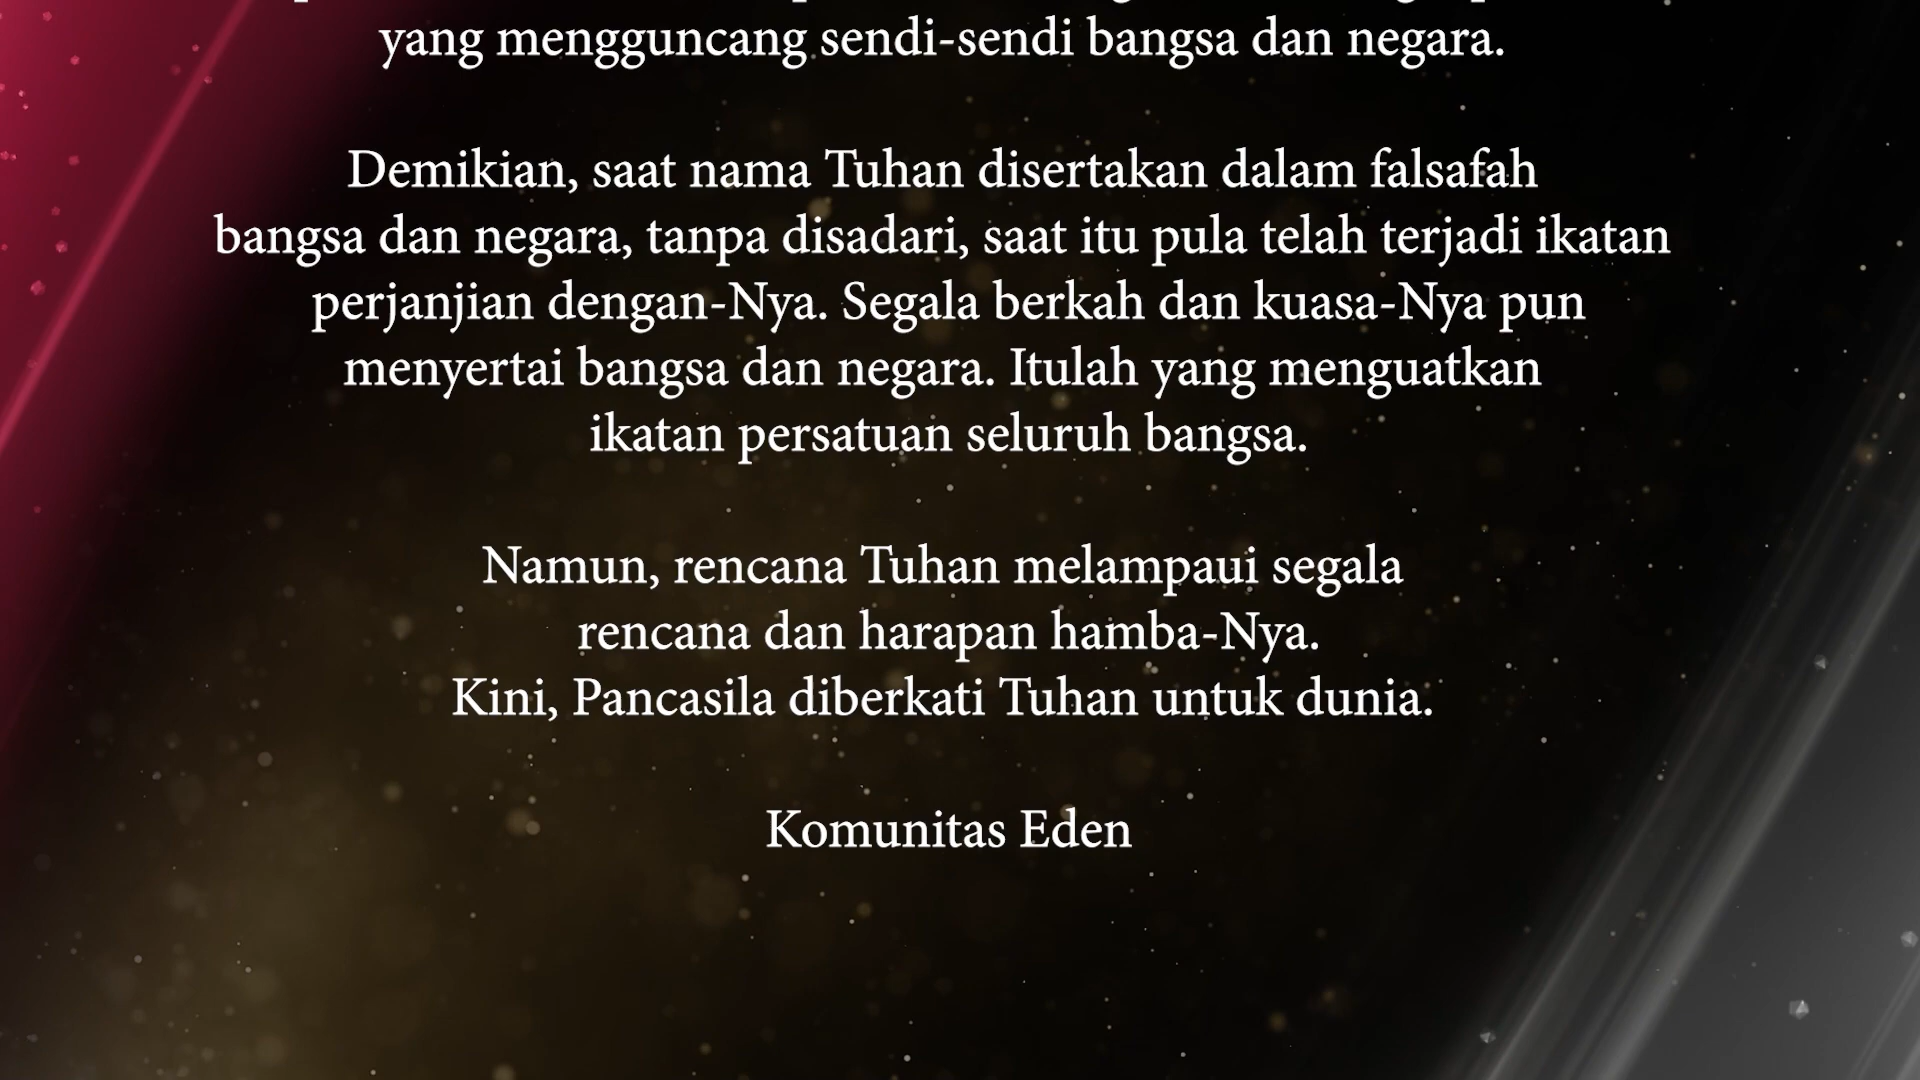 yang mengguncang sendi-sendi bangsa dan negara.
Demikian, saat nama Tuhan disertakan dalam falsafah
bangsa dan negara, tanpa disadari, saat itu pula telah terjadi ikatan
perjanjian dengan-Nya. Segala berkah dan kuasa-Nya pun
menyertai bangsa dan negara. Itulah yang menguatkan
ikatan persatuan seluruh bangsa.
Namun, rencana Tuhan melampaui segala
rencana dan harapan hamba-Nya.
Kini, Pancasila diberkati Tuhan untuk dunia.
Komunitas Eden